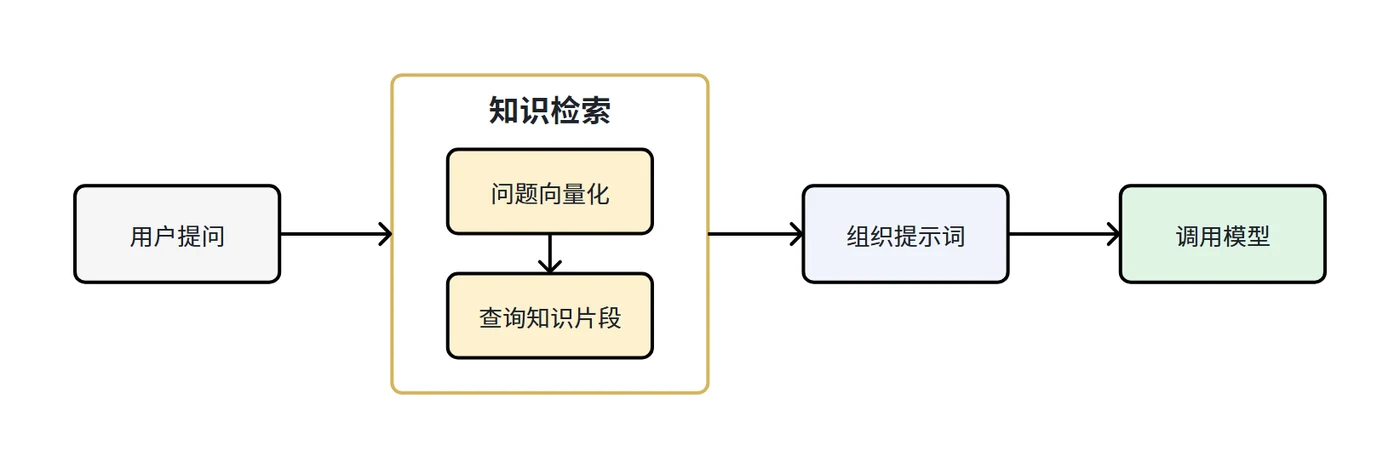 用户提问
知识检索
问题向量化
查询知识片段
组织提示词
调用模型